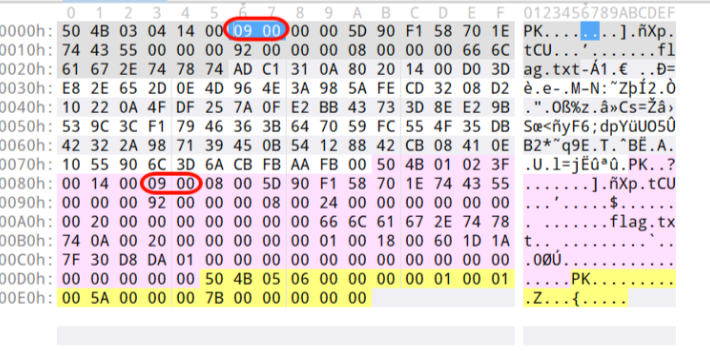 0 1 2 3 4 5 6 7 8 9 A B C D E F 0123456789ABCDEF
0000h: 50 4B 03 04 14 00 09 00 00 00 5D 90 F1 58 70 1E PK........].ñXp.
0010h: 74 43 55 00 00 00 92 00 00 00 08 00 00 00 66 6C tCU...’.......fl
0020h: 61 67 2E 74 78 74 AD C1 31 0A 80 20 14 00 D0 3D ag.txt-Á1.€ ..Ð=
0030h: E8 2E 65 2D 0E 4D 96 4E 3A 98 5A FE CD 32 08 D2 è.e-.M–N:˜ZþÍ2.Ò
0040h: 10 22 0A 4F DF 25 7A 0F E2 BB 43 73 3D 8E E2 9B .".Oß%z.â»Cs=Žâ›
0050h: 53 9C 3C F1 79 46 36 3B 64 70 59 FC 55 4F 35 DB Sœ<ñyF6;dpYüUO5Û
0060h: 42 32 2A 98 71 39 45 0B 54 12 88 42 CB 08 41 0E B2*˜q9E.T.ˆBË.A.
0070h: 10 55 90 6C 3D 6A CB FB AA FB 00 50 4B 01 02 3F .U.l=jËûªû.PK..?
0080h: 00 14 00 09 00 08 00 5D 90 F1 58 70 1E 74 43 55 .......].ñXp.tCU
0090h: 00 00 00 92 00 00 00 08 00 24 00 00 00 00 00 00 ...’.....$......
00A0h: 00 20 00 00 00 00 00 00 00 66 6C 61 67 2E 74 78 . .......flag.tx
00B0h: 74 0A 00 20 00 00 00 00 00 01 00 18 00 60 1D 1A t.. .........`..
00C0h: 7F 30 D8 DA 01 00 00 00 00 00 00 00 00 00 00 00 .0ØÚ............
00D0h: 00 00 00 00 00 50 4B 05 06 00 00 00 00 01 00 01 .....PK.........
00E0h: 00 5A 00 00 00 7B 00 00 00 00 00 .Z...{.....